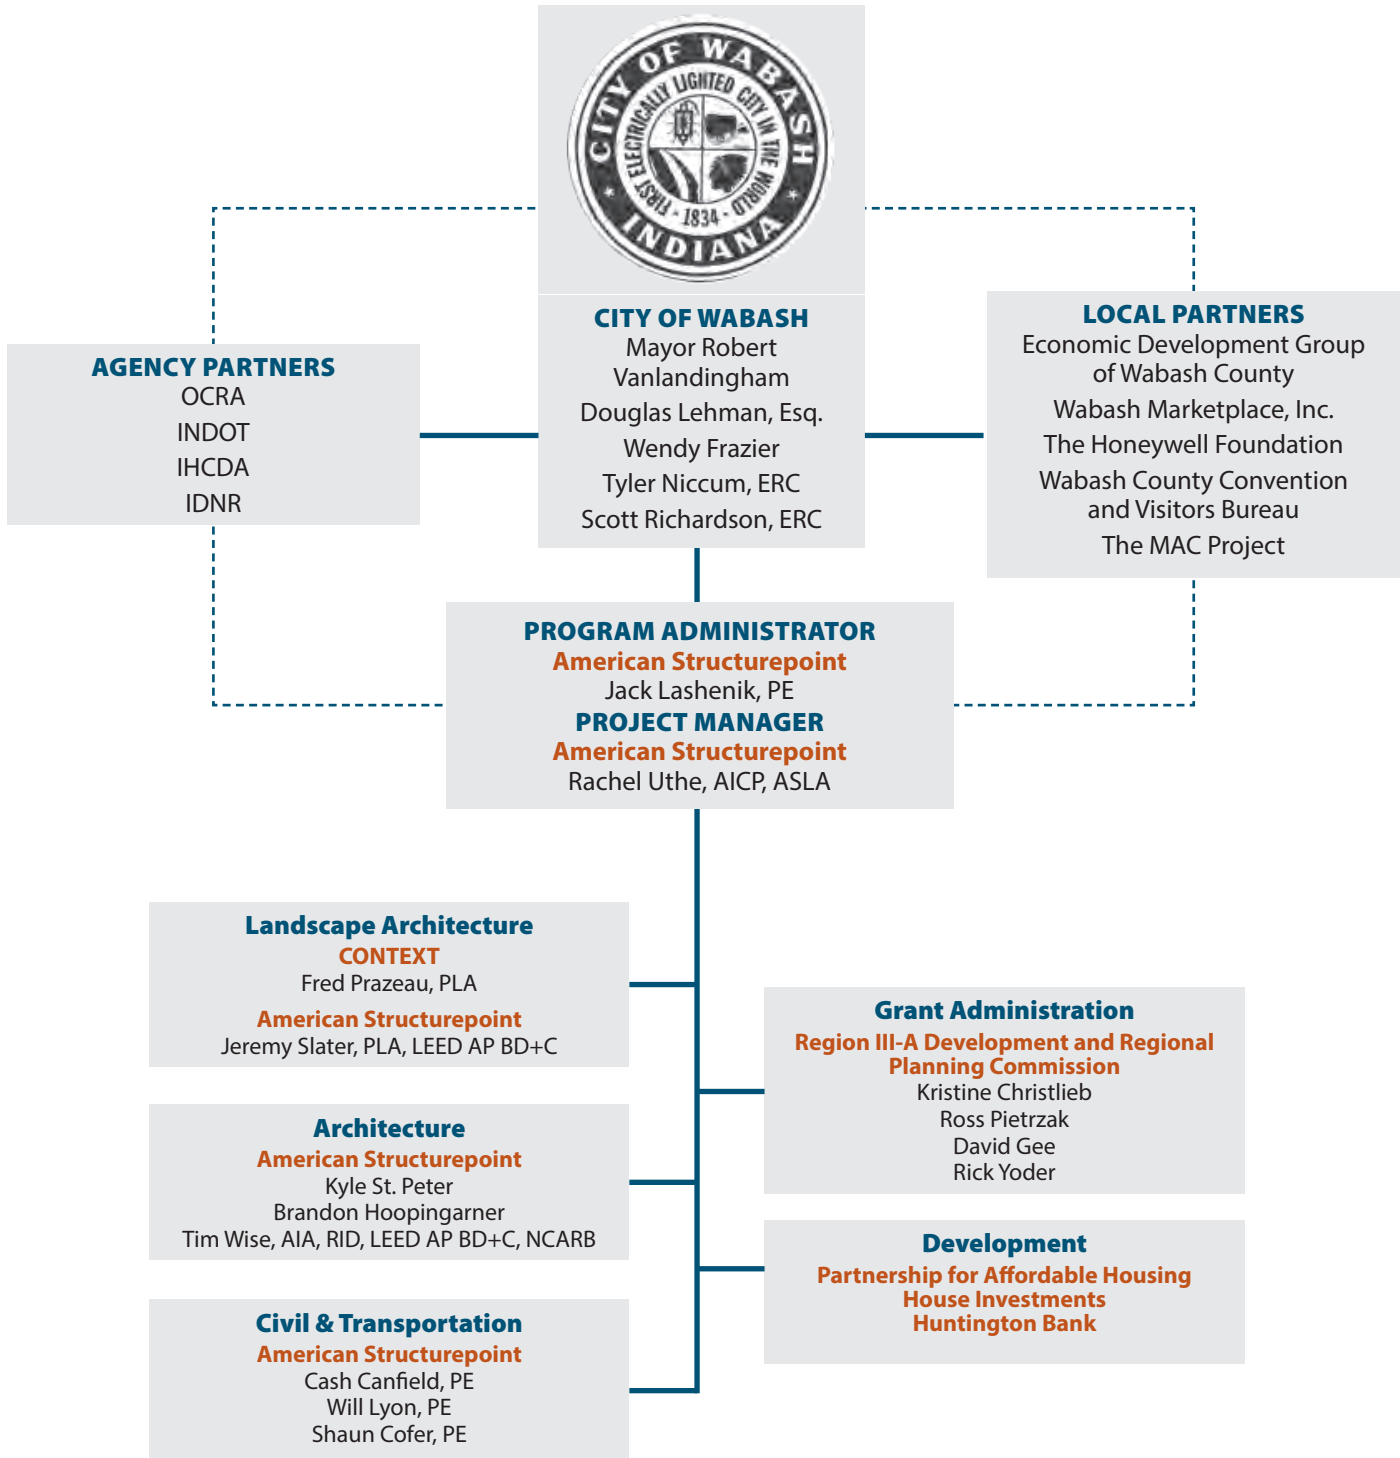 CITY OF WABASH
FIRST ELECTRICALLY LIGHTED CITY IN THE WORLD
- 1834 -
* INDIANA *
CITY OF WABASH
Mayor Robert
Vanlandingham
Douglas Lehman, Esq.
Wendy Frazier
Tyler Niccum, ERC
Scott Richardson, ERC
AGENCY PARTNERS
OCRA
INDOT
IHCDA
IDNR
LOCAL PARTNERS
Economic Development Group
of Wabash County
Wabash Marketplace, Inc.
The Honeywell Foundation
Wabash County Convention
and Visitors Bureau
The MAC Project
PROGRAM ADMINISTRATOR
American Structurepoint
Jack Lashenik, PE
PROJECT MANAGER
American Structurepoint
Rachel Uthe, AICP, ASLA
Landscape Architecture
CONTEXT
Fred Prazeau, PLA
American Structurepoint
Jeremy Slater, PLA, LEED AP BD+C
Architecture
American Structurepoint
Kyle St. Peter
Brandon Hoopingarner
Tim Wise, AIA, RID, LEED AP BD+C, NCARB
Civil & Transportation
American Structurepoint
Cash Canfield, PE
Will Lyon, PE
Shaun Cofer, PE
Grant Administration
Region III-A Development and Regional
Planning Commission
Kristine Christlieb
Ross Pietrzak
David Gee
Rick Yoder
Development
Partnership for Affordable Housing
House Investments
Huntington Bank